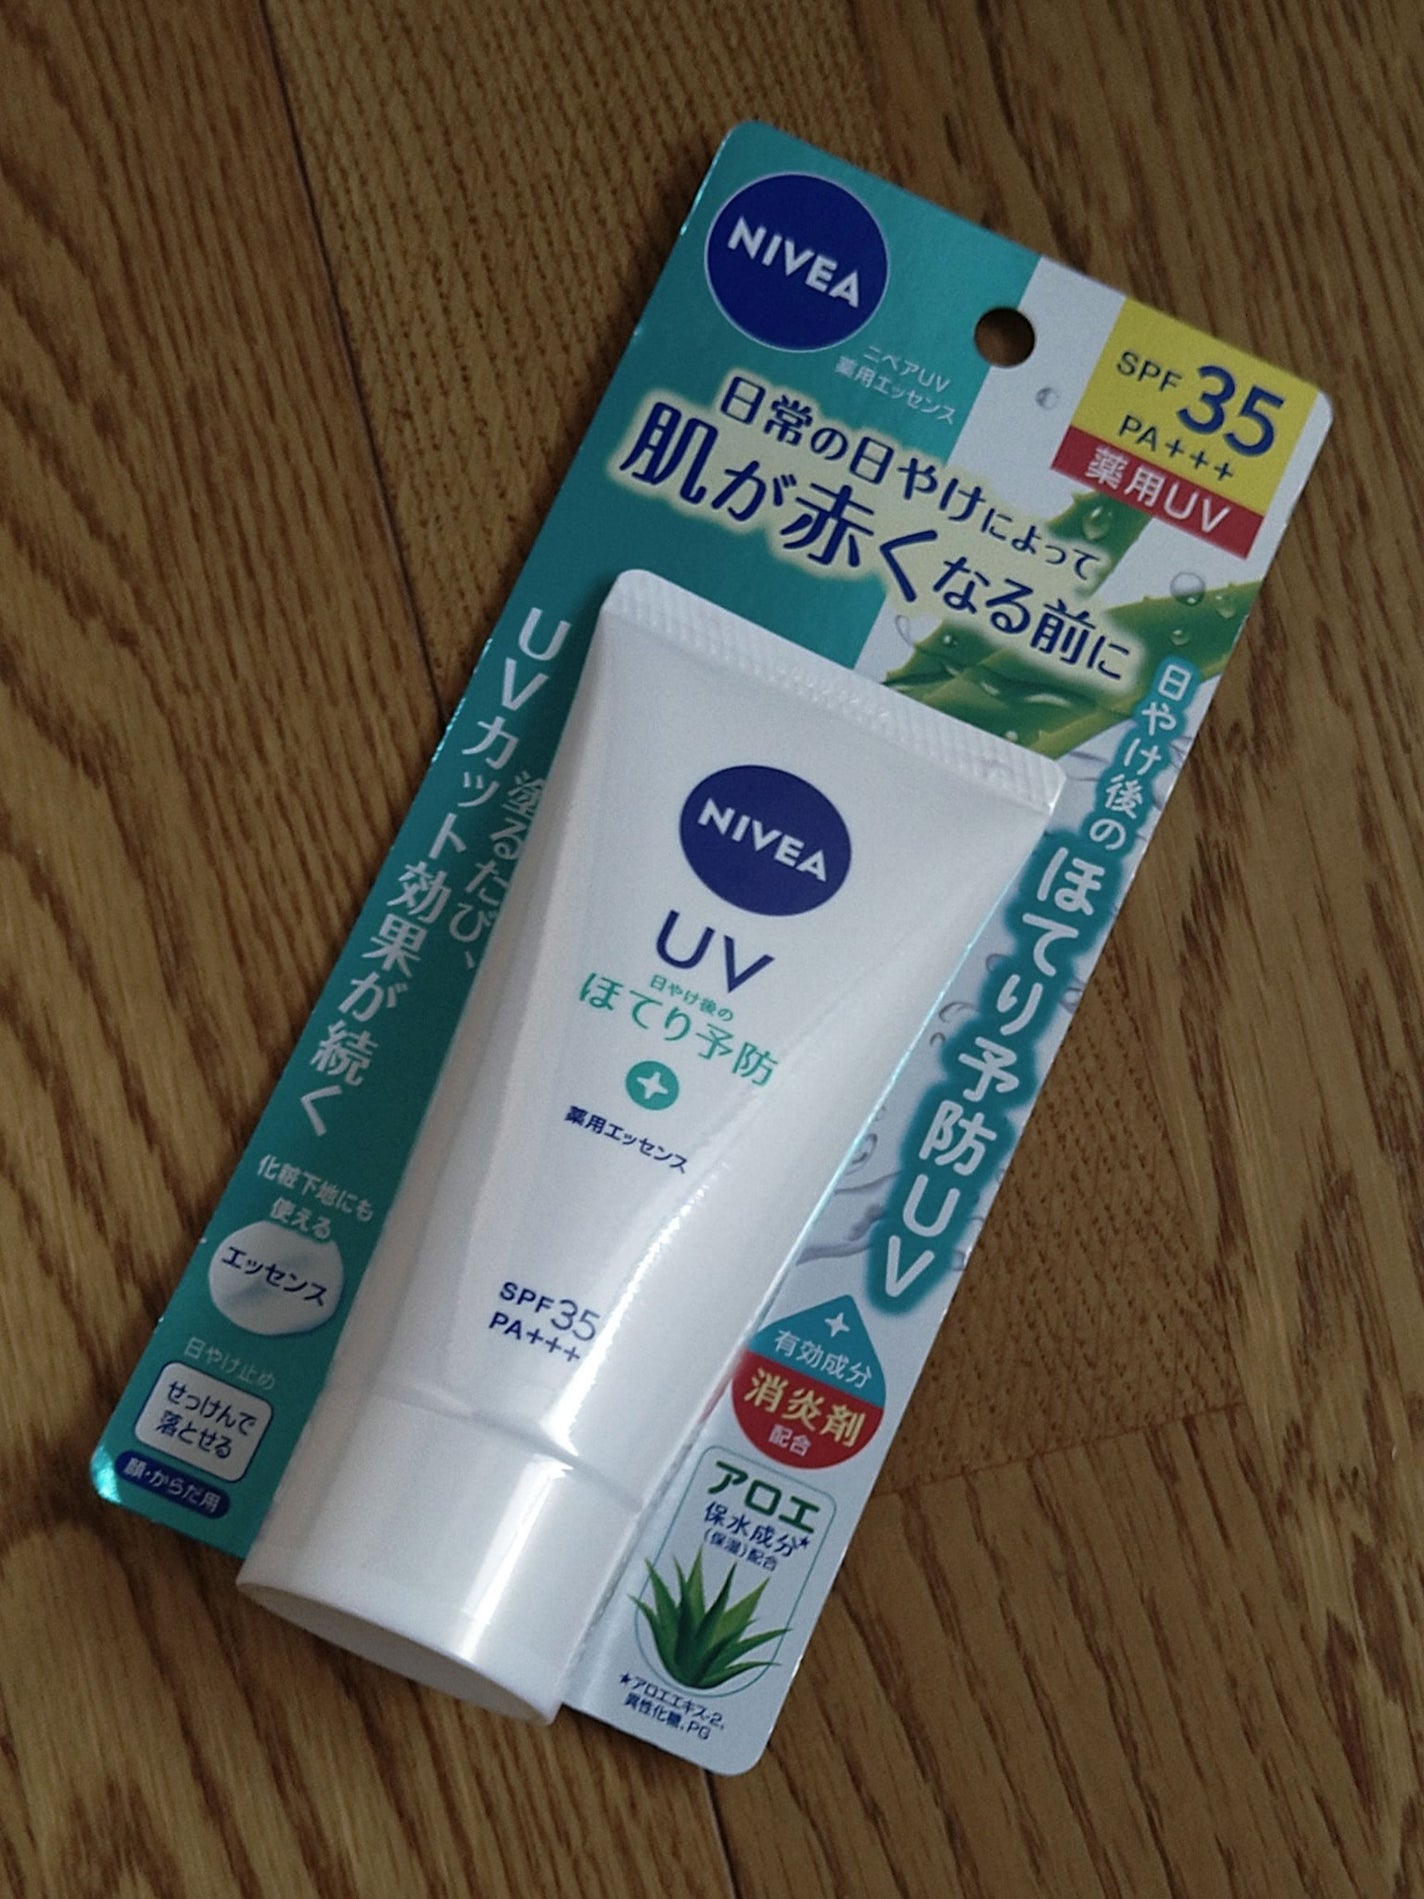 NIVEA
ニベアUV
薬用エッセンス
SPF 35
PA+++
薬用UV
日常の日やけによって
肌が赤くなる前に
日やけ後の
ほてり予防UV
塗るたび、
UVカット効果が続く
化粧下地にも
使える
エッセンス
日やけ止め
せっけんで
落とせる
顔・からだ用
NIVEA
UV
日やけ後の
ほてり予防
+
薬用エッセンス
SPF35
PA+++
+
有効成分
消炎剤
配合
アロエ
保水成分★
(保湿)配合
★アロエエキス-2,
異性化糖,PG